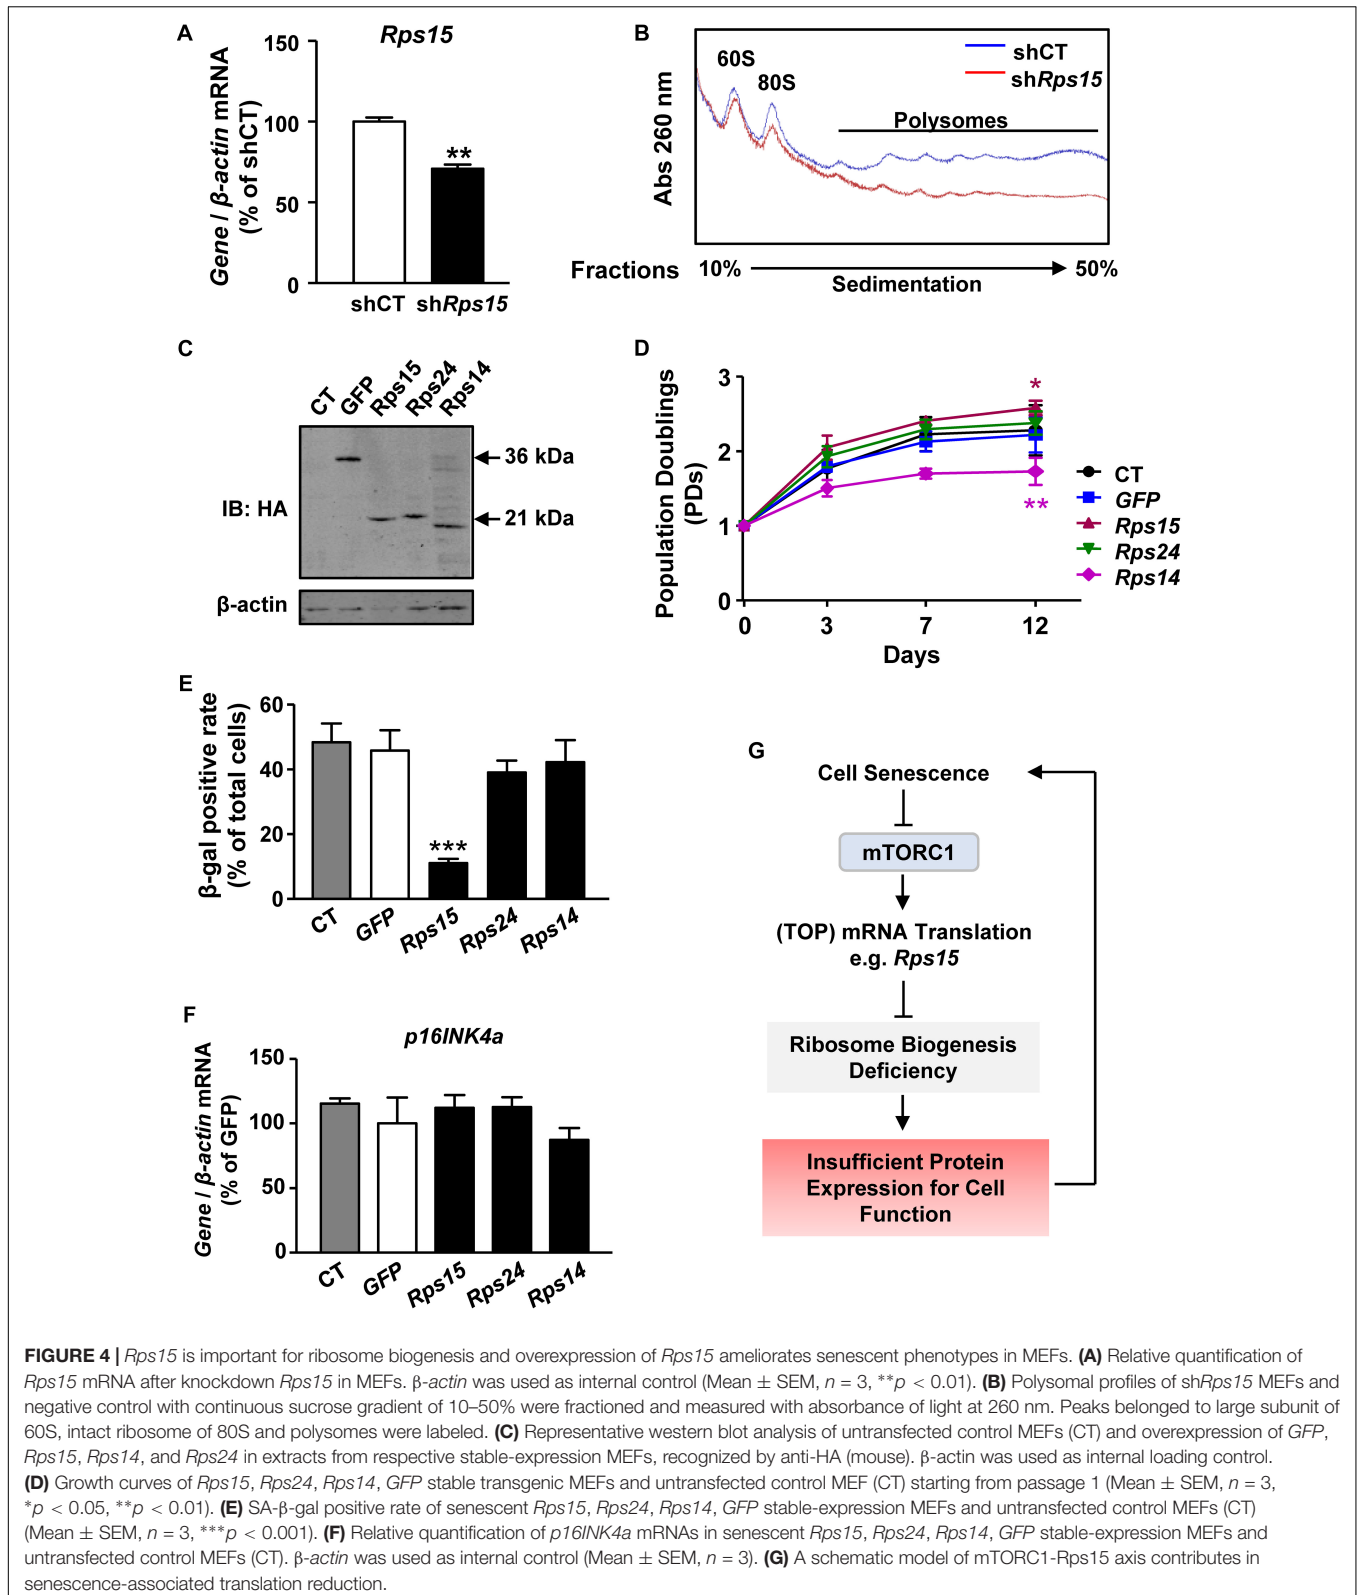 A
Rps15
Gene / β-actin mRNA
(% of shCT)
150
100
50
0
**
shCT shRps15
B
Abs 260 nm
60S
80S
shCT
shRps15
Polysomes
Fractions 10% 50%
Sedimentation
C
CT
GFP
Rps15
Rps24
Rps14
IB: HA
36 kDa
21 kDa
β-actin
D
Population Doublings
(PDs)
3
2
1
0
*
**
0 3 7 12
Days
CT
GFP
Rps15
Rps24
Rps14
E
β-gal positive rate
(% of total cells)
60
40
20
0
***
CT
GFP
Rps15
Rps24
Rps14
F
p16INK4a
Gene / β-actin mRNA
(% of GFP)
150
100
50
0
CT
GFP
Rps15
Rps24
Rps14
G
Cell Senescence
mTORC1
(TOP) mRNA Translation
e.g. Rps15
Ribosome Biogenesis
Deficiency
Insufficient Protein
Expression for Cell
Function
FIGURE 4 | Rps15 is important for ribosome biogenesis and overexpression of Rps15 ameliorates senescent phenotypes in MEFs. (A) Relative quantification of
Rps15 mRNA after knockdown Rps15 in MEFs. β-actin was used as internal control (Mean ± SEM, n = 3, **p < 0.01). (B) Polysomal profiles of shRps15 MEFs and
negative control with continuous sucrose gradient of 10–50% were fractioned and measured with absorbance of light at 260 nm. Peaks belonged to large subunit of
60S, intact ribosome of 80S and polysomes were labeled. (C) Representative western blot analysis of untransfected control MEFs (CT) and overexpression of GFP,
Rps15, Rps14, and Rps24 in extracts from respective stable-expression MEFs, recognized by anti-HA (mouse). β-actin was used as internal loading control.
(D) Growth curves of Rps15, Rps24, Rps14, GFP stable transgenic MEFs and untransfected control MEF (CT) starting from passage 1 (Mean ± SEM, n = 3,
*p < 0.05, **p < 0.01). (E) SA-β-gal positive rate of senescent Rps15, Rps24, Rps14, GFP stable-expression MEFs and untransfected control MEFs (CT)
(Mean ± SEM, n = 3, ***p < 0.001). (F) Relative quantification of p16INK4a mRNAs in senescent Rps15, Rps24, Rps14, GFP stable-expression MEFs and
untransfected control MEFs (CT). β-actin was used as internal control (Mean ± SEM, n = 3). (G) A schematic model of mTORC1-Rps15 axis contributes in
senescence-associated translation reduction.